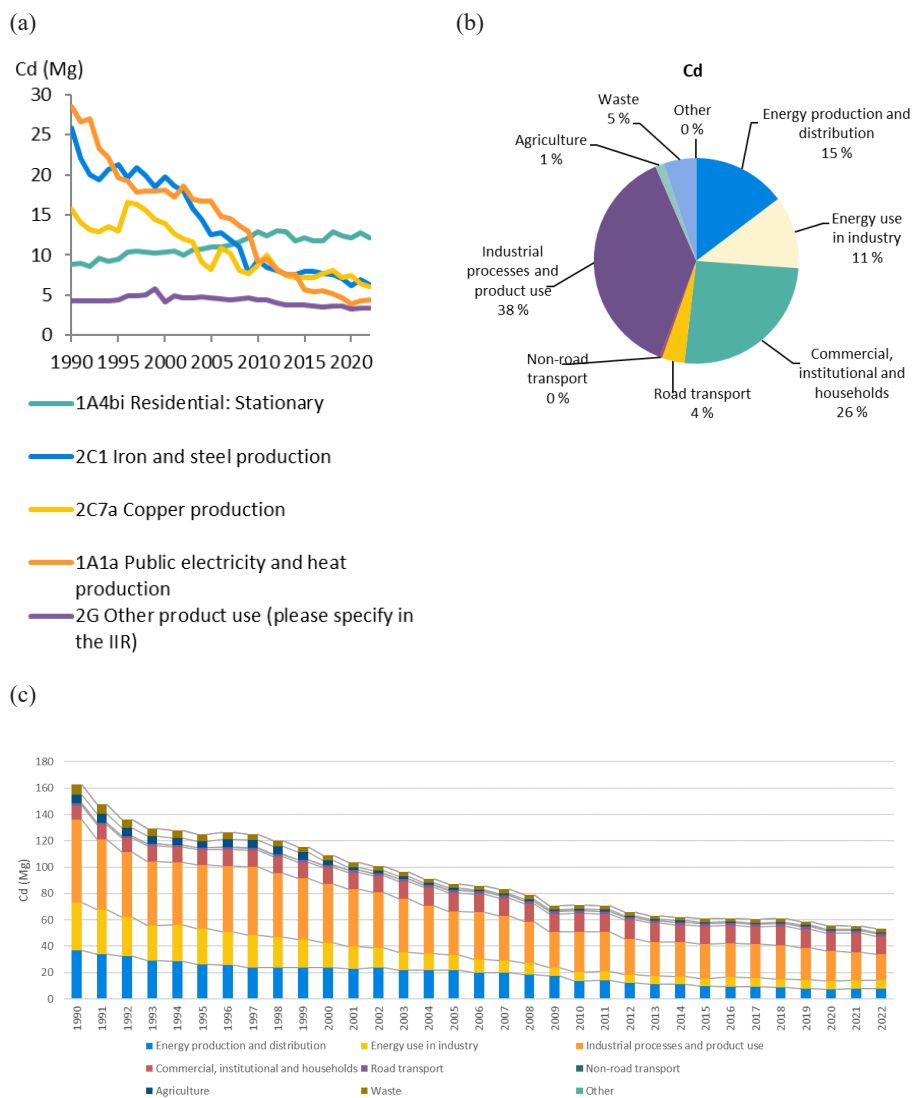 (a)
Cd (Mg)
30
25
20
15
10
5
0
1990 1995 2000 2005 2010 2015 2020
1A4bi Residential: Stationary
2C1 Iron and steel production
2C7a Copper production
1A1a Public electricity and heat
production
2G Other product use (please specify in
the IIR)
(b)
Cd
Waste
5 %
Other
0 %
Energy production and
distribution
15 %
Agriculture
1 %
Energy use
in industry
11 %
Industrial
processes and
product use
38 %
Commercial,
institutional and
households
26 %
Non-road
transport
0 %
Road transport
4 %
(c)
Cd (Mg)
180
160
140
120
100
80
60
40
20
0
1990 1991 1992 1993 1994 1995 1996 1997 1998 1999 2000 2001 2002 2003 2004 2005 2006 2007 2008 2009 2010 2011 2012 2013 2014 2015 2016 2017 2018 2019 2020 2021 2022
Energy production and distribution Energy use in industry Industrial processes and product use
Commercial, institutional and households Road transport Non-road transport
Agriculture Waste Other